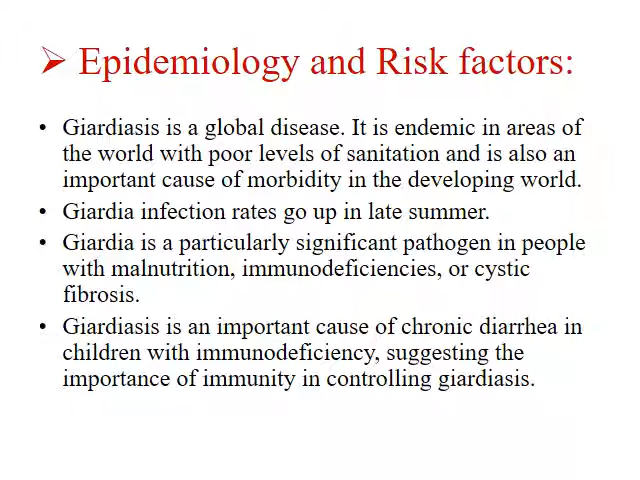 ➢ Epidemiology and Risk factors:
• Giardiasis is a global disease. It is endemic in areas of
the world with poor levels of sanitation and is also an
important cause of morbidity in the developing world.
• Giardia infection rates go up in late summer.
• Giardia is a particularly significant pathogen in people
with malnutrition, immunodeficiencies, or cystic
fibrosis.
• Giardiasis is an important cause of chronic diarrhea in
children with immunodeficiency, suggesting the
importance of immunity in controlling giardiasis.